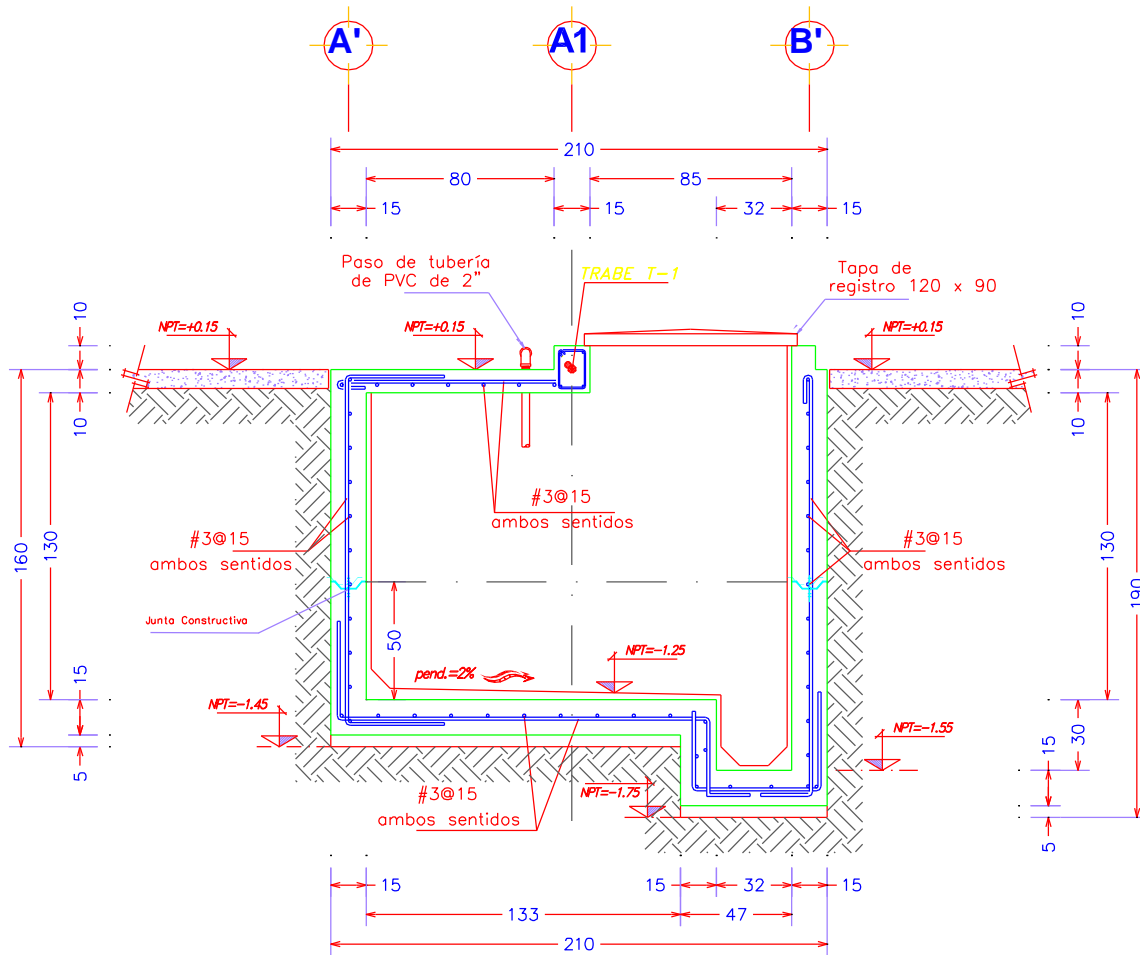 A' A1 B'
210
80 85
15 15 32 15
Paso de tubería
de PVC de 2"
TRABE T-1
Tapa de
registro 120 x 90
10 10
NPT=+0.15 NPT=+0.15 NPT=+0.15
10 10
#3@15
ambos sentidos
#3@15
ambos sentidos
#3@15
ambos sentidos
160 130 130 190
Junta Constructiva
50
NPT=-1.25
pend.=2%
15
NPT=-1.45
NPT=-1.55
30
15
5
NPT=-1.75
#3@15
ambos sentidos
5
15 15 32 15
133 47
210